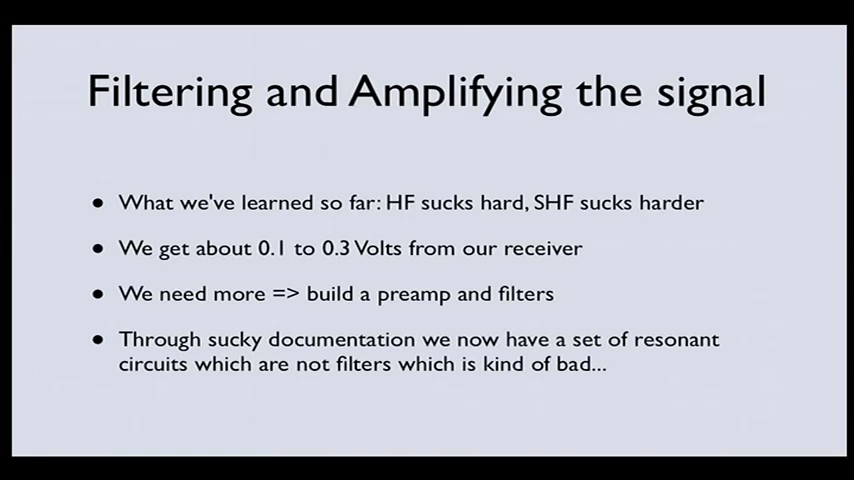 Filtering and Amplifying the signal
• What we've learned so far: HF sucks hard, SHF sucks harder
• We get about 0.1 to 0.3 Volts from our receiver
• We need more => build a preamp and filters
• Through sucky documentation we now have a set of resonant
circuits which are not filters which is kind of bad...